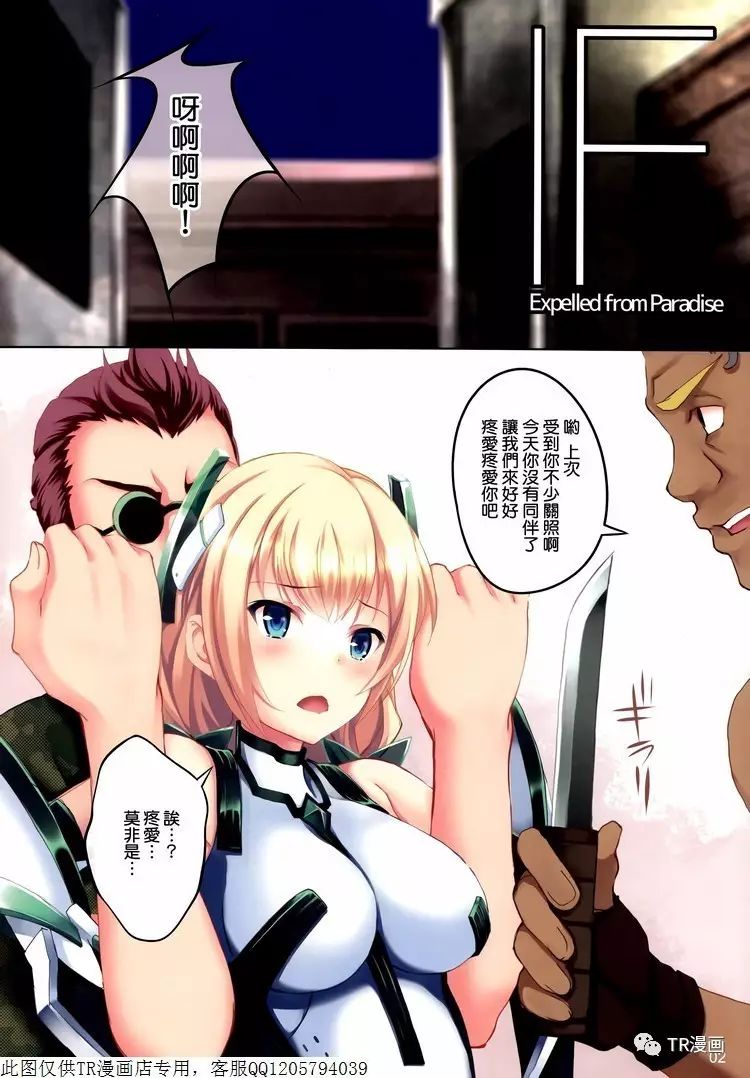 呀啊啊啊!
IF
Expelled from Paradise
喲 上次
受到你不少關照啊
今天你沒有同伴了
讓我們來好好
疼愛疼愛你吧
ギラリ
誒…?
疼愛…
莫非是…
TR漫画
02
此图仅供TR漫画店专用，客服QQ1205794039